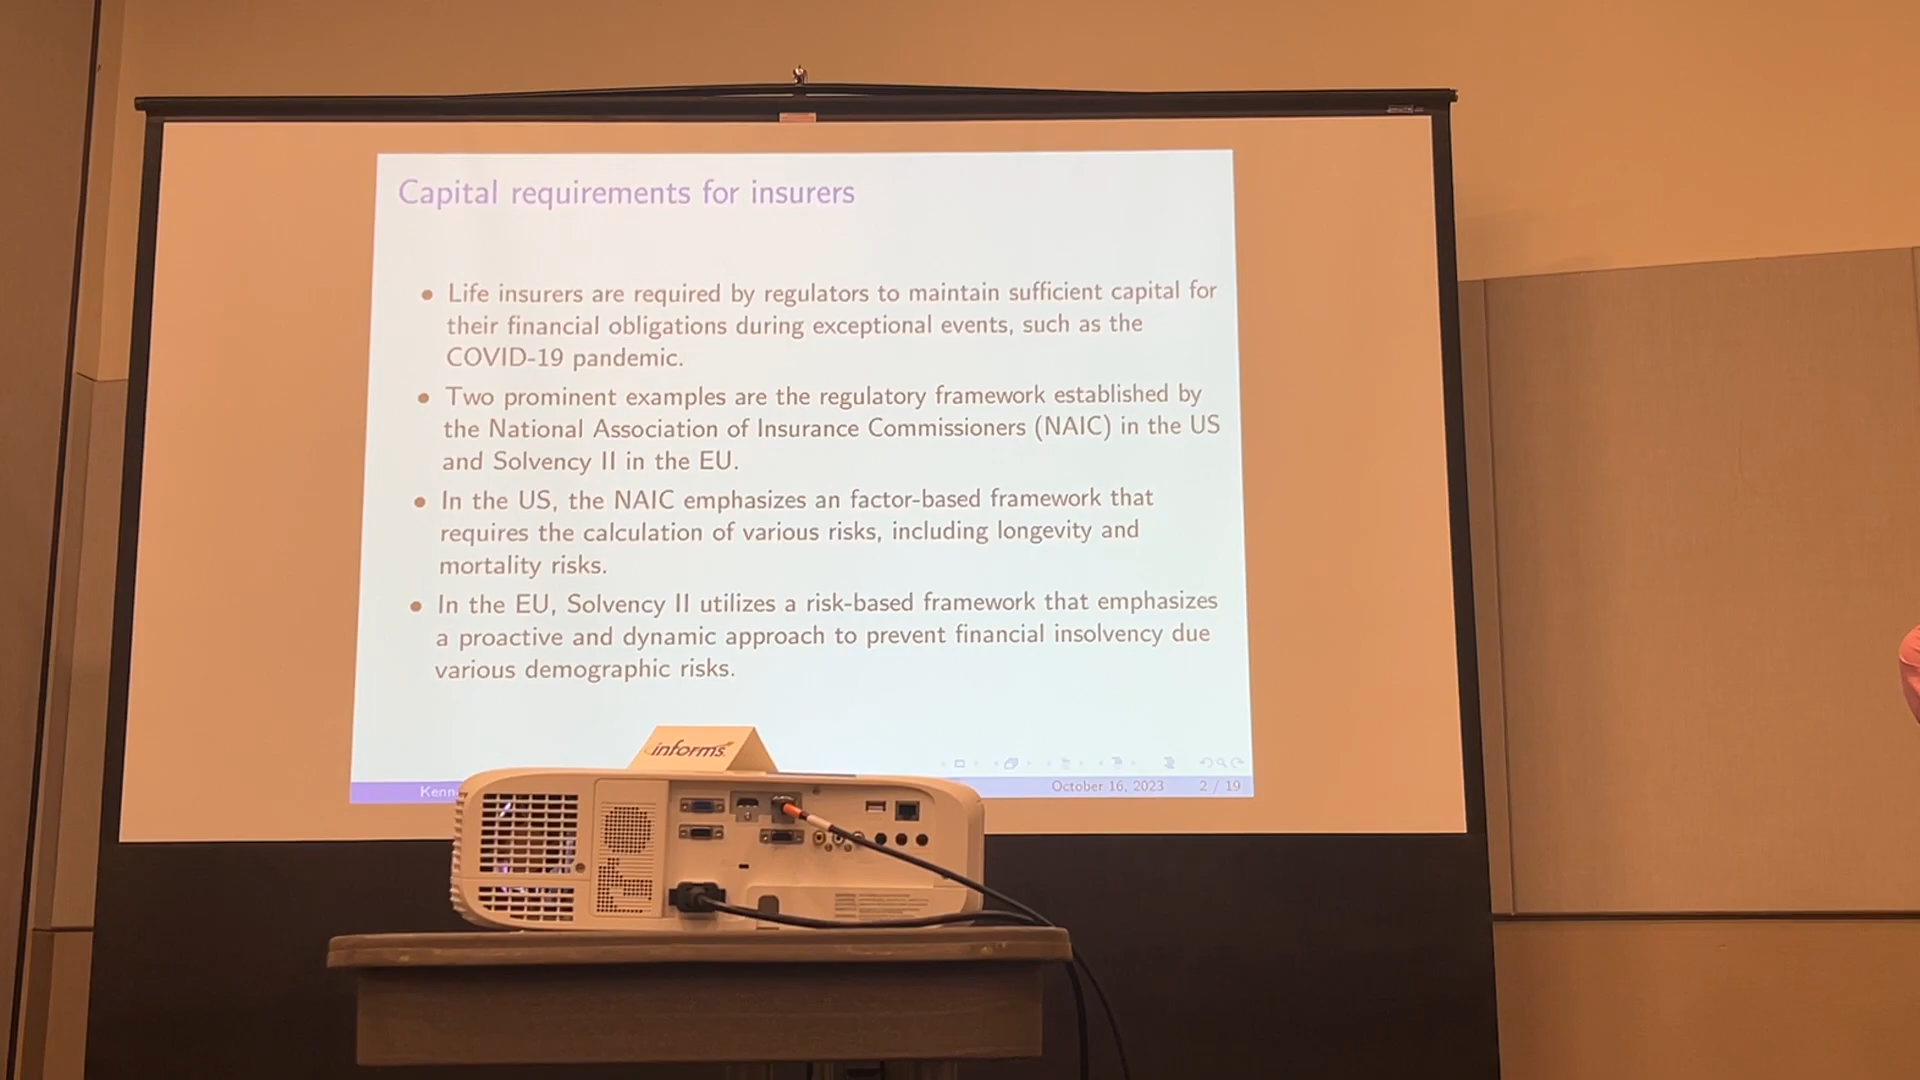 Capital requirements for insurers
● Life insurers are required by regulators to maintain sufficient capital for
their financial obligations during exceptional events, such as the
COVID-19 pandemic.
● Two prominent examples are the regulatory framework established by
the National Association of Insurance Commissioners (NAIC) in the US
and Solvency II in the EU.
● In the US, the NAIC emphasizes an factor-based framework that
requires the calculation of various risks, including longevity and
mortality risks.
● In the EU, Solvency II utilizes a risk-based framework that emphasizes
a proactive and dynamic approach to prevent financial insolvency due
various demographic risks.
informs
October 16, 2023 2 / 19